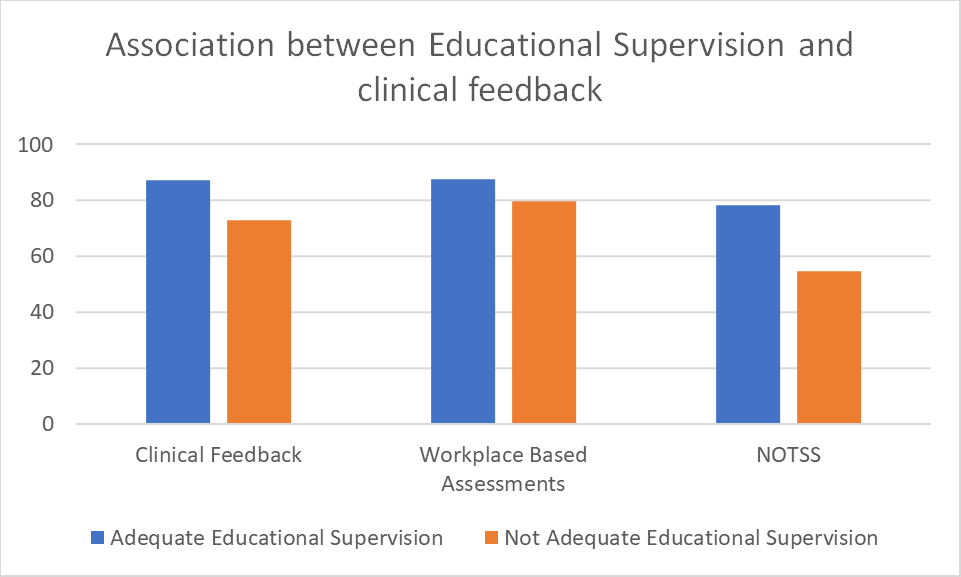 Association between Educational Supervision and
clinical feedback
100
80
60
40
20
0
Clinical Feedback
Workplace Based
Assessments
NOTSS
Adequate Educational Supervision
Not Adequate Educational Supervision